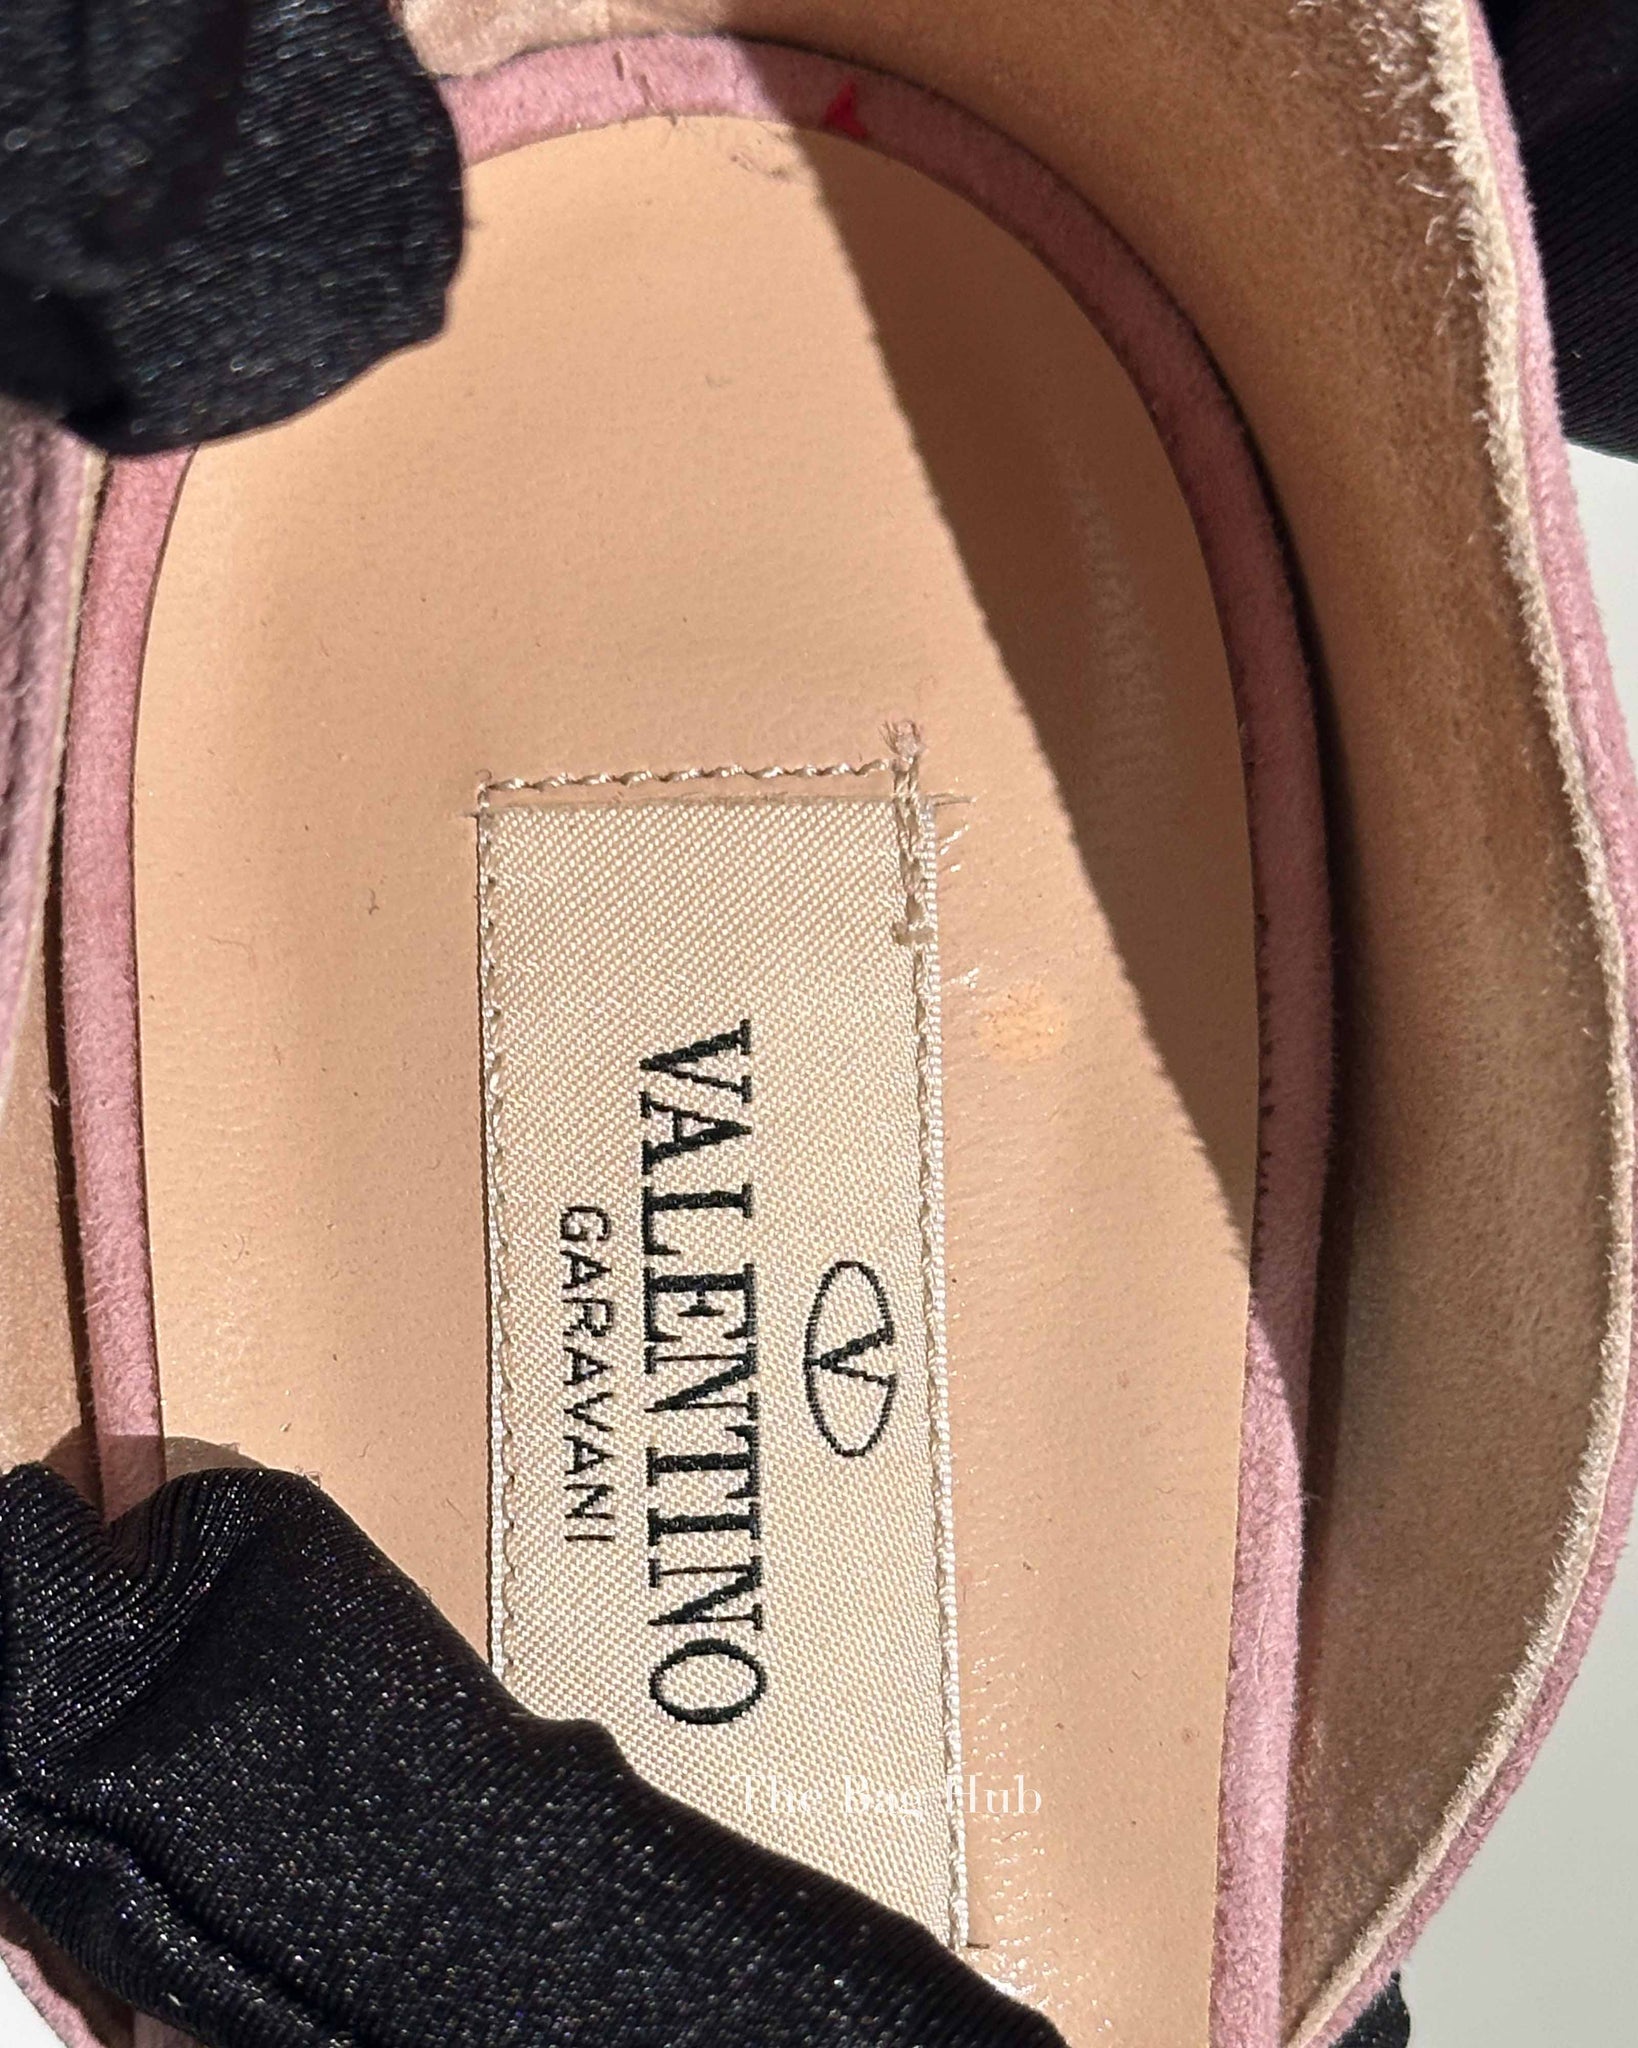 V
VALENTINO
GARAVANI
The Bag Hub